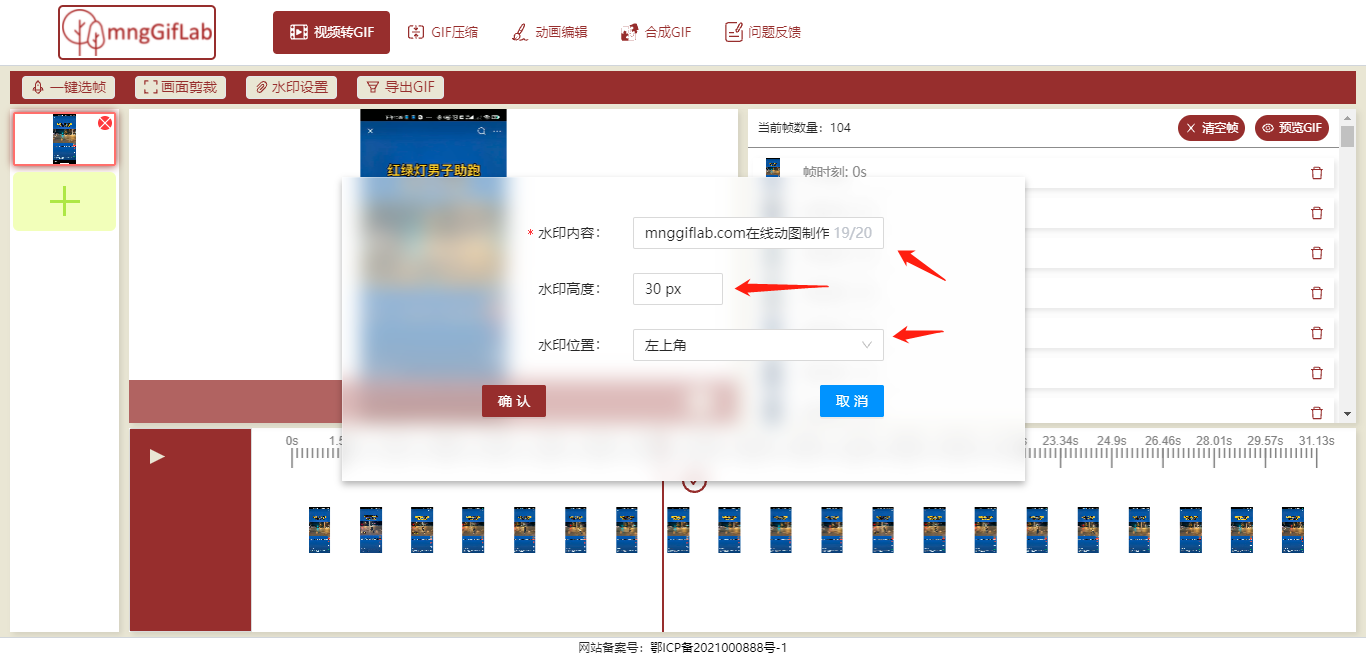 mngGifLab
视频转GIF
GIF压缩
动画编辑
合成GIF
问题反馈
一键选帧
画面剪裁
水印设置
导出GIF
红绿灯男子助跑
当前帧数量：104
清空帧
预览GIF
帧时刻: 0s
* 水印内容：
mnggiflab.com在线动图制作 19/20
水印高度：
30 px
水印位置：
左上角
确 认
取 消
0s
23.34s 24.9s 26.46s 28.01s 29.57s 31.13s
网站备案号：鄂ICP备2021000888号-1